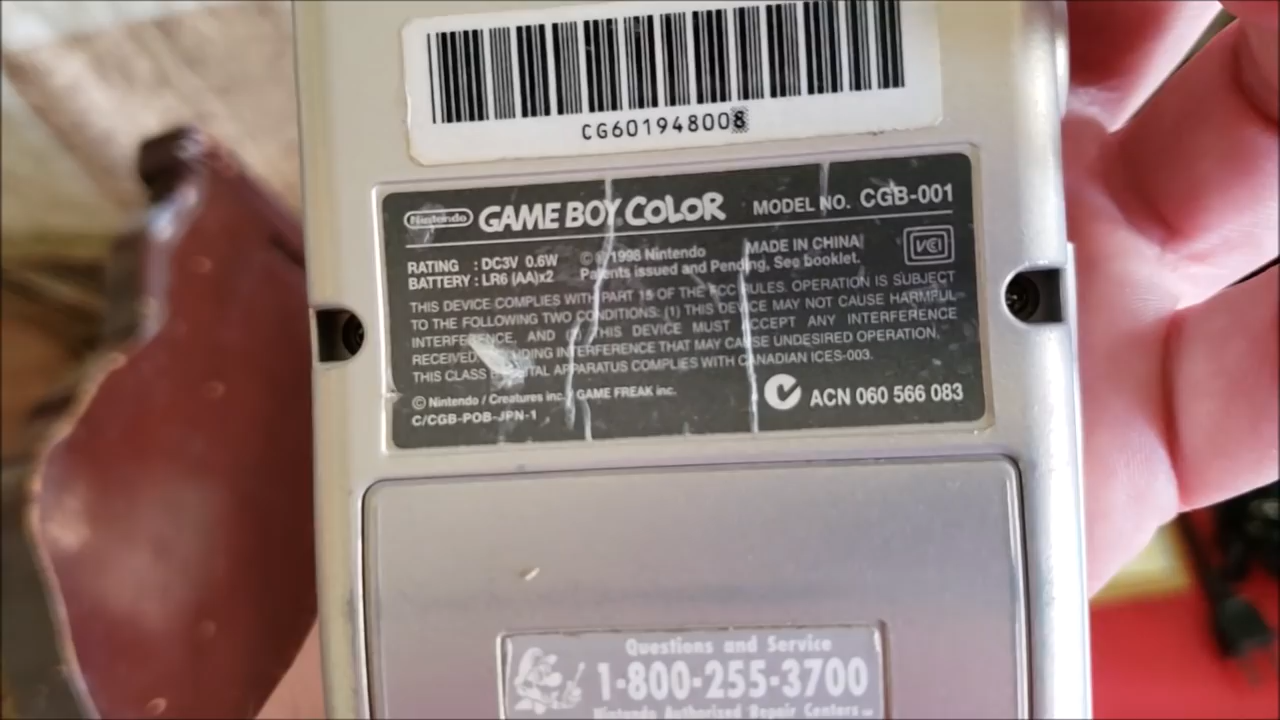 CG601948008
Nintendo GAME BOY COLOR MODEL NO. CGB-001
RATING : DC3V 0.6W © 1998 Nintendo MADE IN CHINA VCI
BATTERY : LR6 (AA)x2 Patents issued and Pending, See booklet.
THIS DEVICE COMPLIES WITH PART 15 OF THE FCC RULES. OPERATION IS SUBJECT
TO THE FOLLOWING TWO CONDITIONS: (1) THIS DEVICE MAY NOT CAUSE HARMFUL
INTERFERENCE, AND THIS DEVICE MUST ACCEPT ANY INTERFERENCE
RECEIVED, INTERFERENCE THAT MAY CAUSE UNDESIRED OPERATION.
THIS CLASS APPARATUS COMPLIES WITH CANADIAN ICES-003.
© Nintendo / Creatures inc. / GAME FREAK inc.
C/CGB-POB-JPN-1
ACN 060 566 083
Questions and Service
1-800-255-3700
Nintendo Authorized Repair Centers